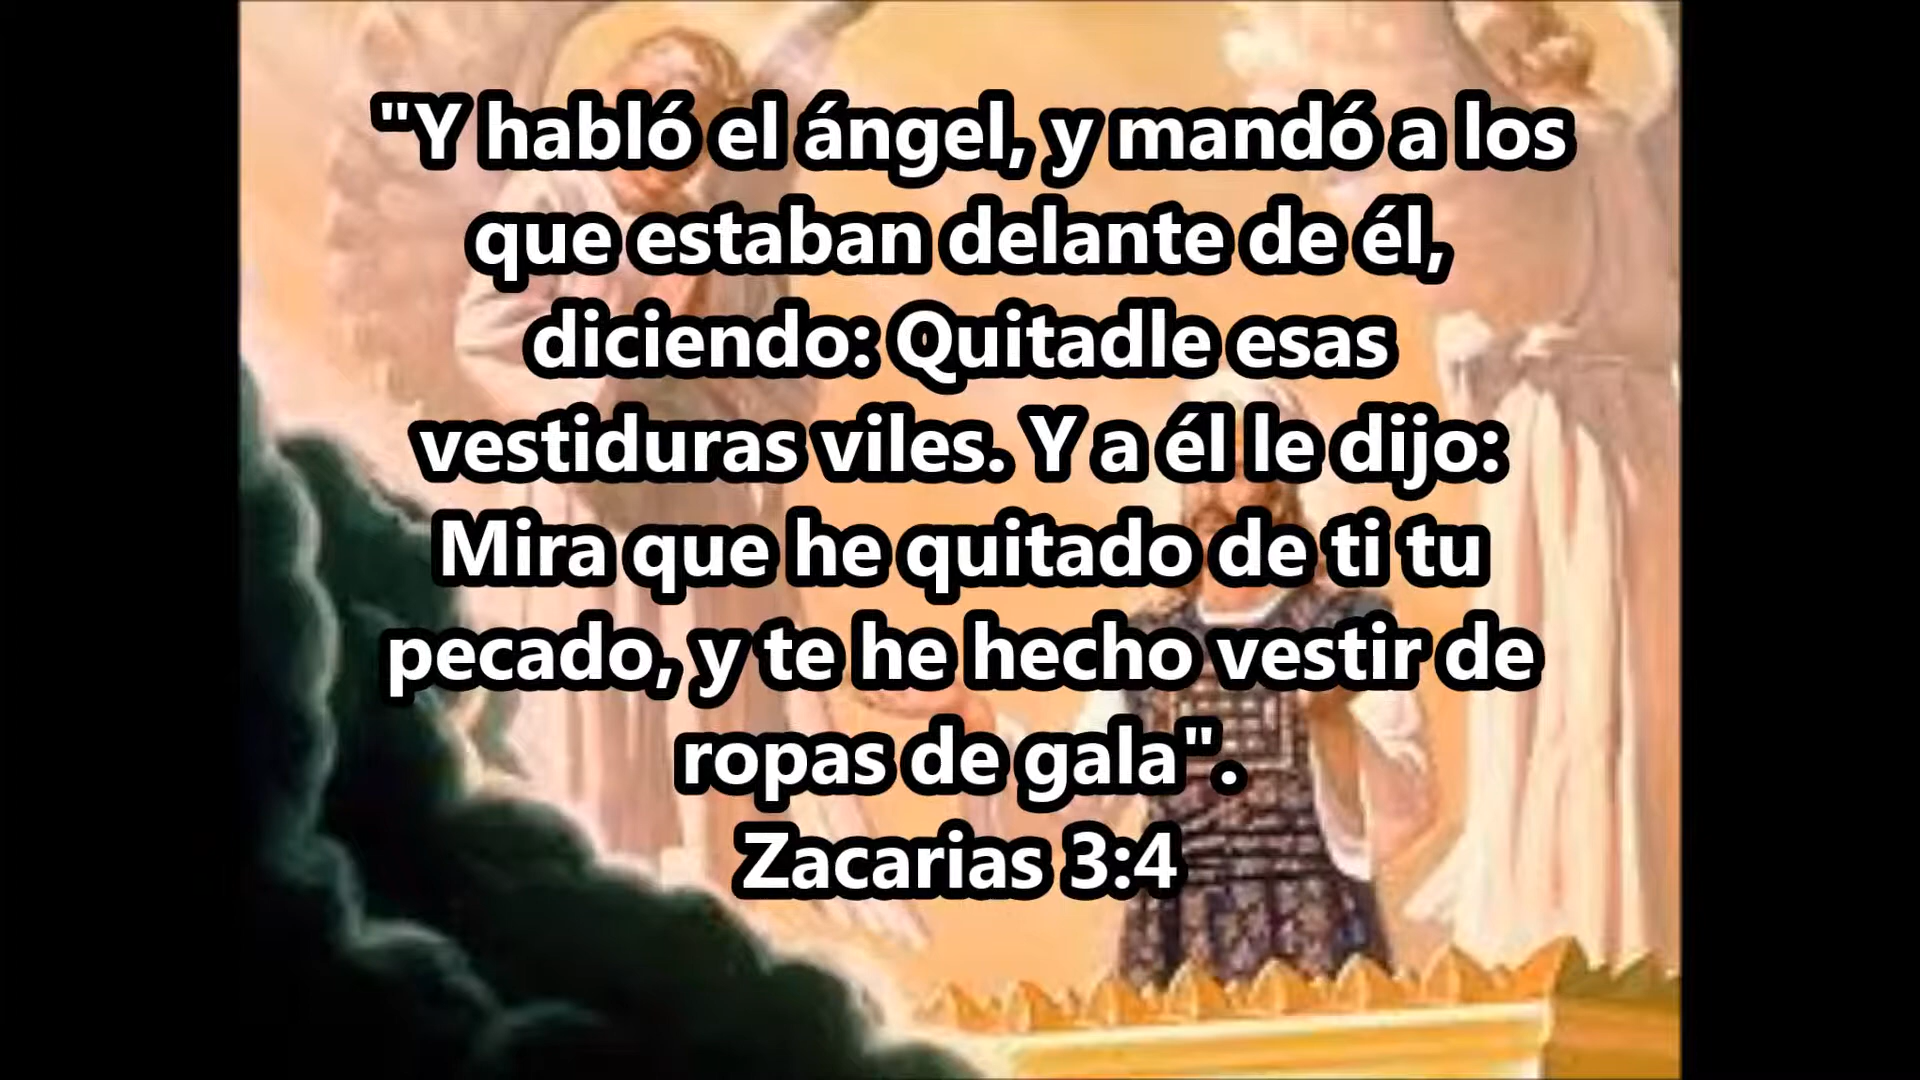 "Y habló el ángel, y mandó a los
que estaban delante de él,
diciendo: Quitadle esas
vestiduras viles. Y a él le dijo:
Mira que he quitado de ti tu
pecado, y te he hecho vestir de
ropas de gala".
Zacarias 3:4